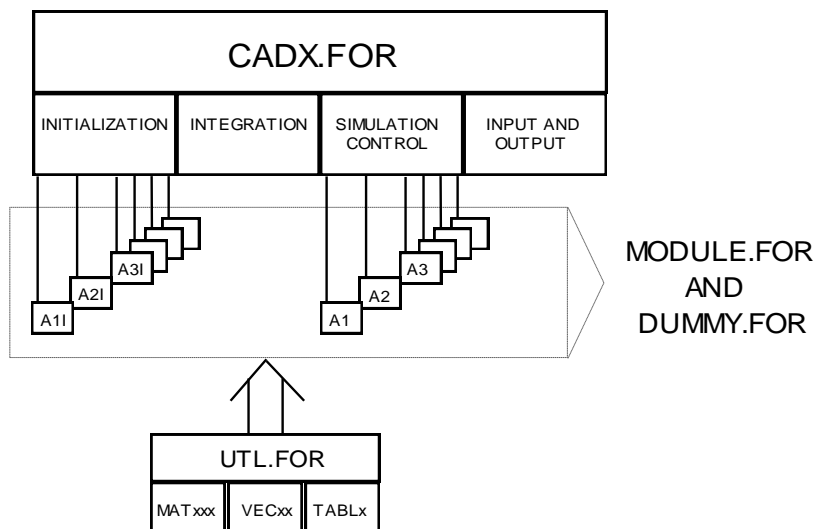 CADX.FOR
INITIALIZATION
INTEGRATION
SIMULATION
CONTROL
INPUT AND
OUTPUT
A3I
A2I
A1I
A3
A2
A1
MODULE.FOR
AND
DUMMY.FOR
UTL.FOR
MATxxx
VECxx
TABLx